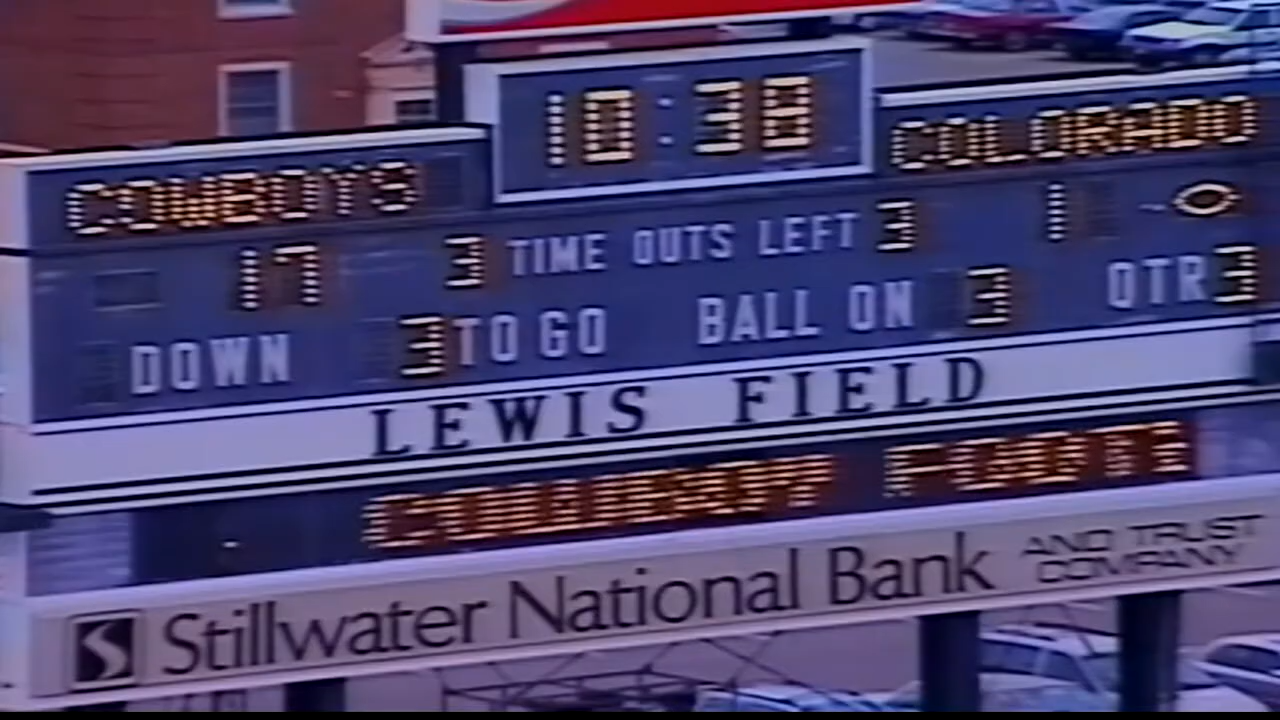 10:38
COWBOYS COLORADO
17 3 TIME OUTS LEFT 3 1
DOWN 3 TO GO BALL ON 3 QTR 3
LEWIS FIELD
COWBOY
Stillwater National Bank AND TRUST
COMPANY